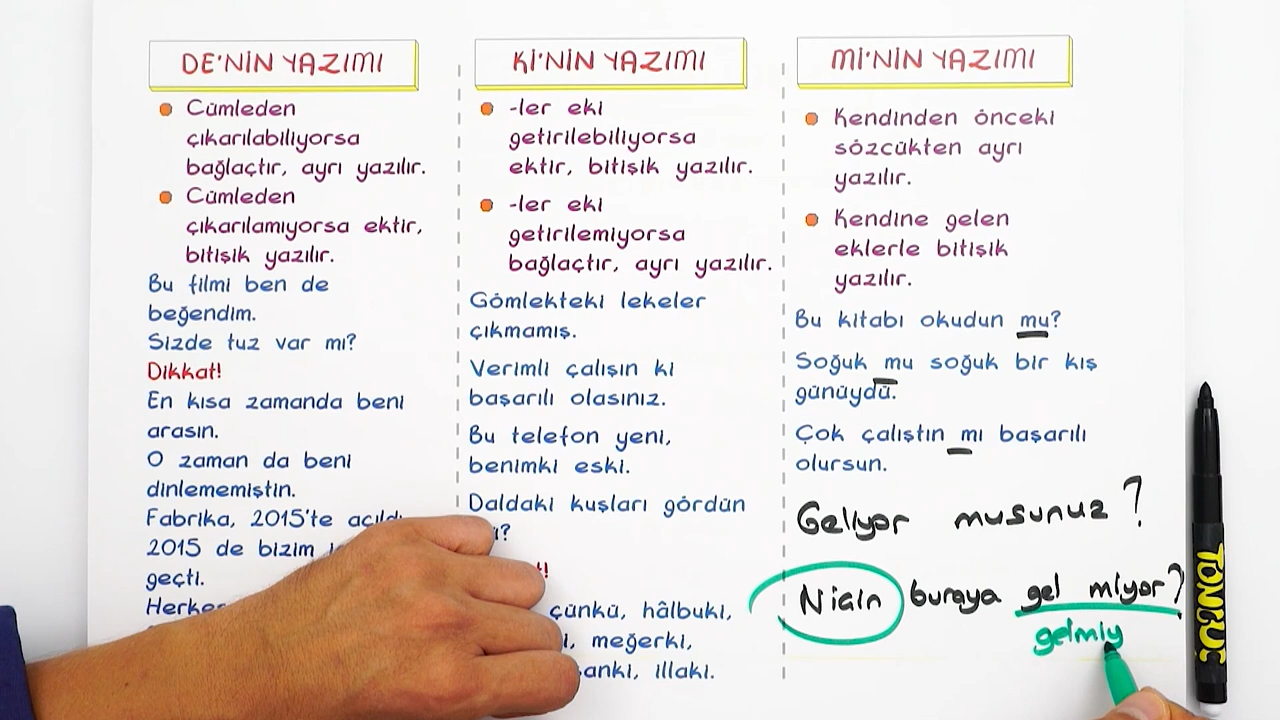 DE'NİN YAZIMI
Cümleden
çıkarılabiliyorsa
bağlaçtır, ayrı yazılır.
Cümleden
çıkarılamıyorsa ektir,
bitişik yazılır.
Bu filmi ben de
beğendim.
Sizde tuz var mı?
Dikkat!
En kısa zamanda beni
arasın.
O zaman da beni
dinlememiştin.
Fabrika, 2015'te
2015 de bizim
geçti.
Kİ'NİN YAZIMI
-ler eki
getirilebiliyorsa
ektir, bitişik yazılır.
-ler eki
getirilemiyorsa
bağlaçtır, ayrı yazılır.
Gömlekteki lekeler
çıkmamış.
Verimli çalışın ki
başarılı olasınız.
Bu telefon yeni,
benimki eski.
Daldaki kuşları gördün
çünkü, hâlbuki,
meğerki,
illaki.
Mİ'NİN YAZIMI
Kendinden önceki
sözcükten ayrı
yazılır.
Kendine gelen
eklerle bitişik
yazılır.
Bu kitabı okudun mu?
Soğuk mu soğuk bir kış
günüydü.
Çok çalıştın mı başarılı
olursun.
Geliyor musunuz?
Niçin buraya gel miyor?
gelmiy
TONGUÇ